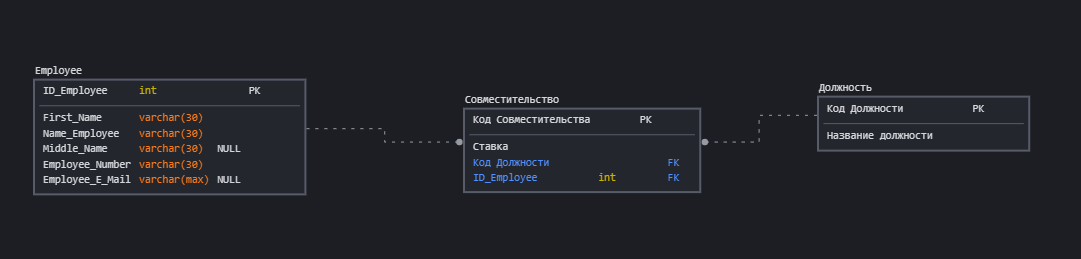 Employee
ID_Employee int PK
First_Name varchar(30)
Name_Employee varchar(30)
Middle_Name varchar(30) NULL
Employee_Number varchar(30)
Employee_E_Mail varchar(max) NULL
Совместительство
Код Совместительства PK
Ставка
Код Должности FK
ID_Employee int FK
Должность
Код Должности PK
Название должности